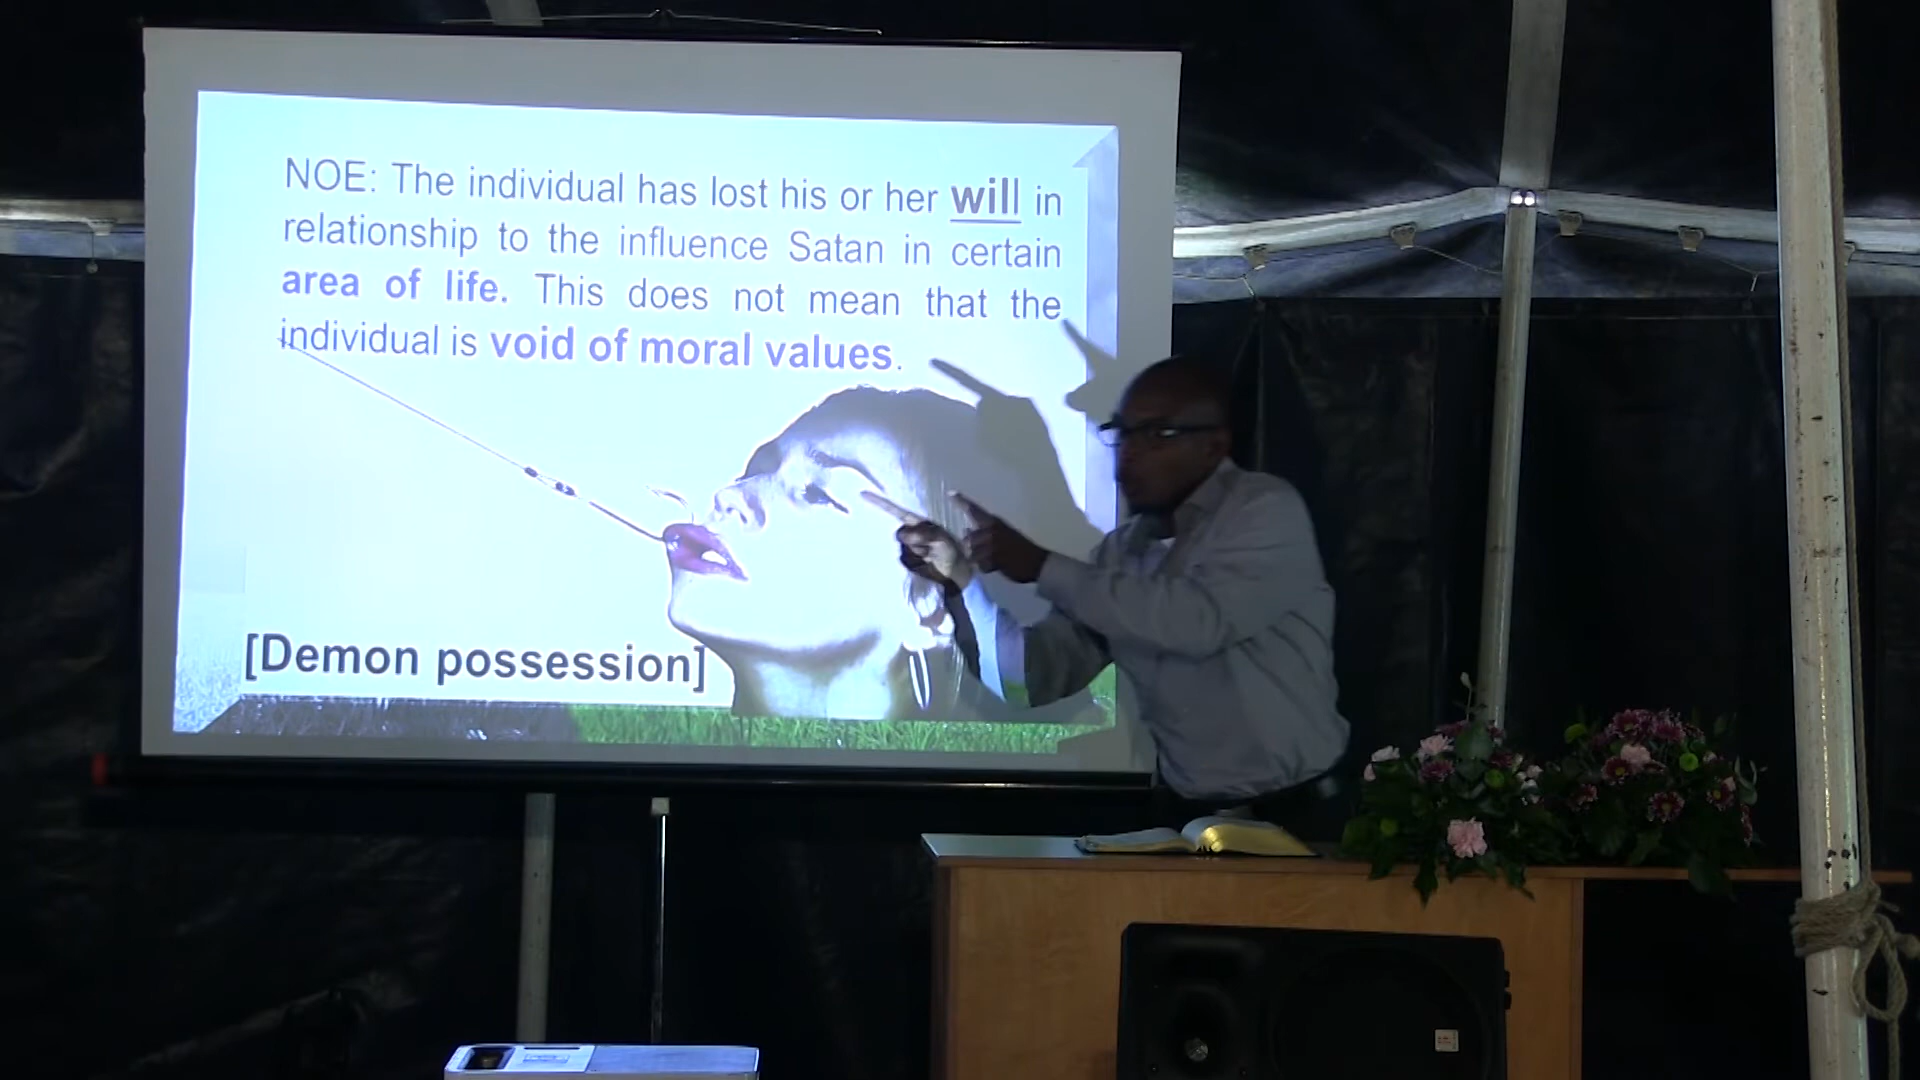 NOE: The individual has lost his or her will in
relationship to the influence Satan in certain
area of life. This does not mean that the
individual is void of moral values.
[Demon possession]